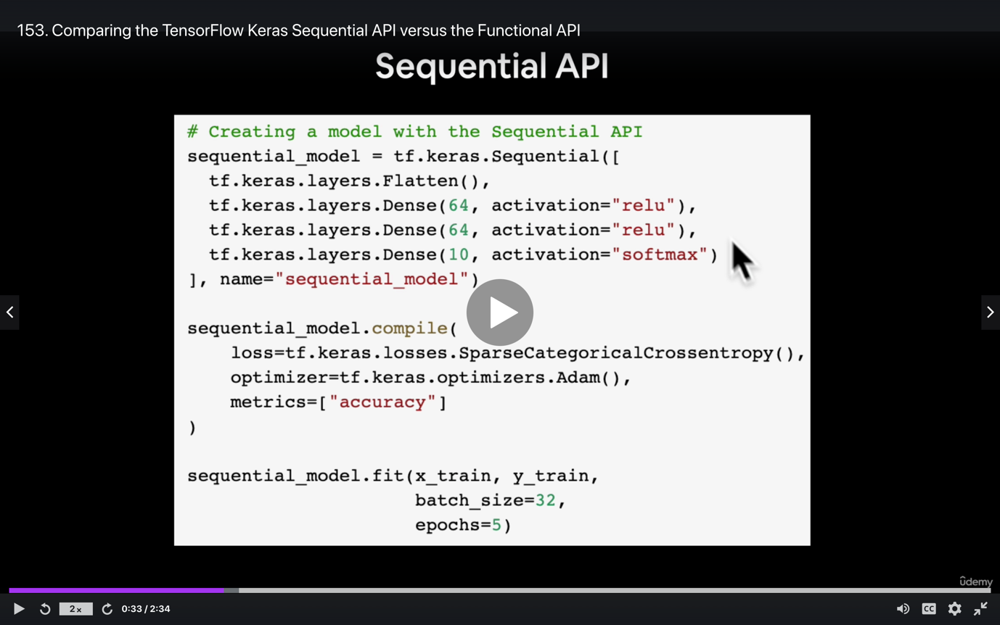 153. Comparing the TensorFlow Keras Sequential API versus the Functional API
Sequential API
# Creating a model with the Sequential API
sequential_model = tf.keras.Sequential([
  tf.keras.layers.Flatten(),
  tf.keras.layers.Dense(64, activation="relu"),
  tf.keras.layers.Dense(64, activation="relu"),
  tf.keras.layers.Dense(10, activation="softmax")
], name="sequential_model")

sequential_model.compile(
    loss=tf.keras.losses.SparseCategoricalCrossentropy(),
    optimizer=tf.keras.optimizers.Adam(),
    metrics=["accuracy"]
)

sequential_model.fit(x_train, y_train,
                     batch_size=32,
                     epochs=5)
ûdemy
2x 0:33 / 2:34 CC